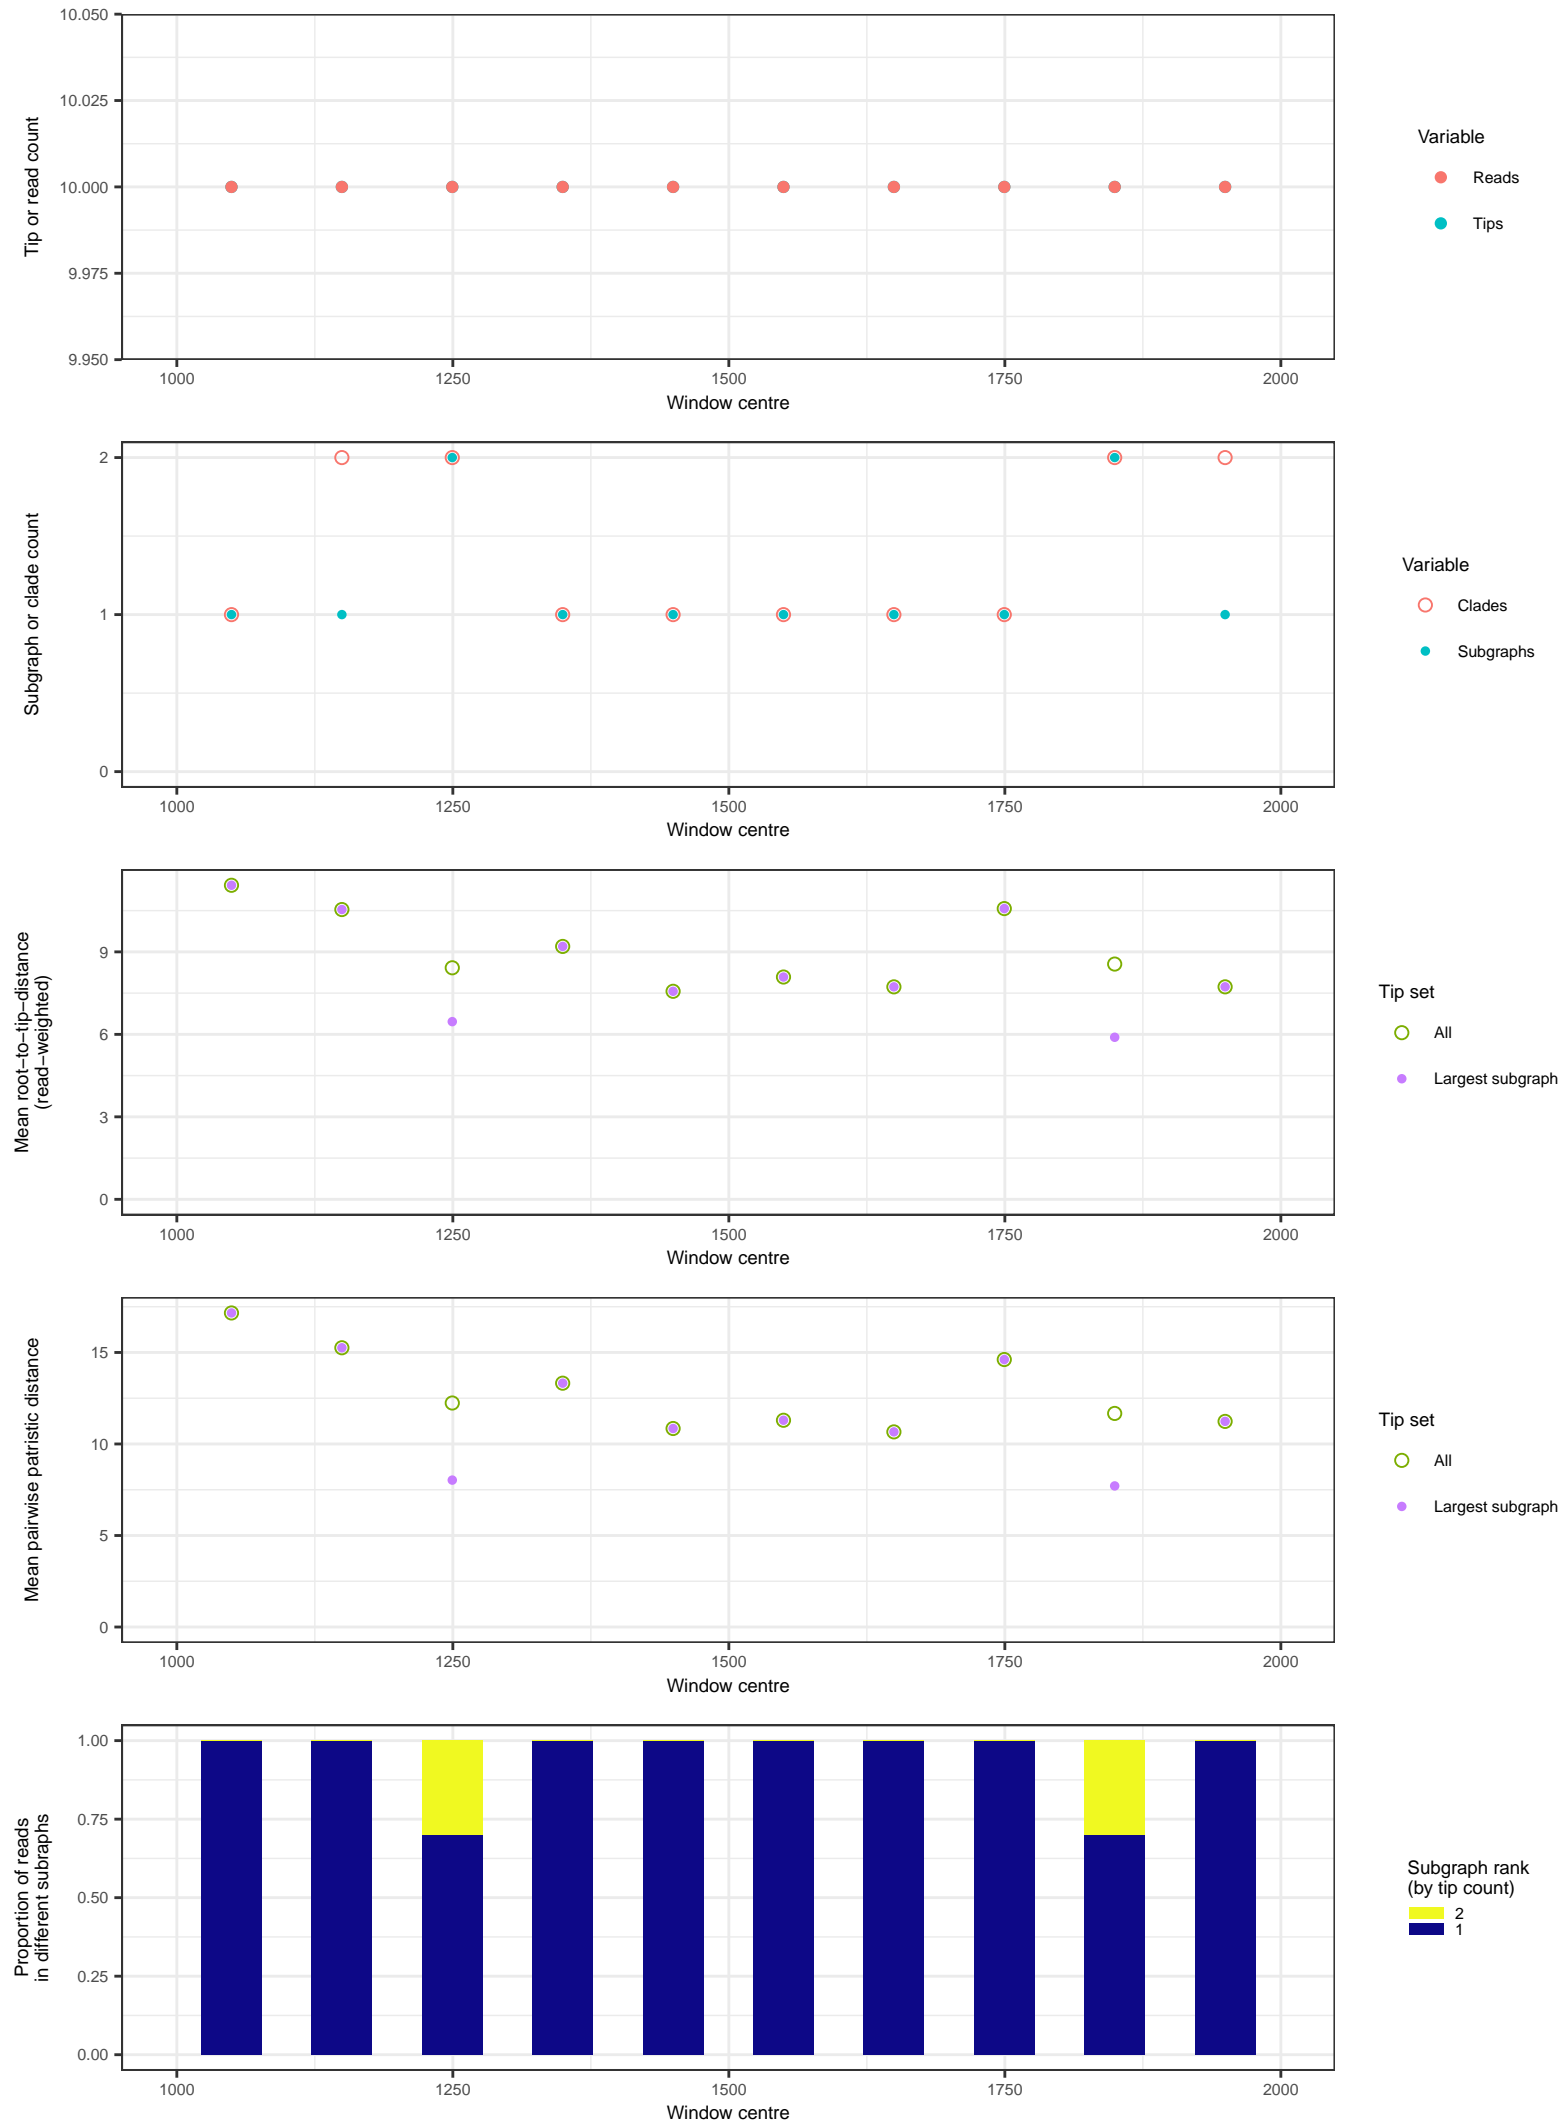 10.050
10.025
10.000
9.975
9.950
Tip or read count
1000 1250 1500 1750 2000
Window centre
Variable
Reads
Tips
2
1
0
Subgraph or clade count
1000 1250 1500 1750 2000
Window centre
Variable
Clades
Subgraphs
9
6
3
0
Mean root−to−tip−distance
(read−weighted)
1000 1250 1500 1750 2000
Window centre
Tip set
All
Largest subgraph
15
10
5
0
Mean pairwise patristic distance
1000 1250 1500 1750 2000
Window centre
Tip set
All
Largest subgraph
1.00
0.75
0.50
0.25
0.00
Proportion of reads
in different subraphs
1000 1250 1500 1750 2000
Window centre
Subgraph rank
(by tip count)
2
1